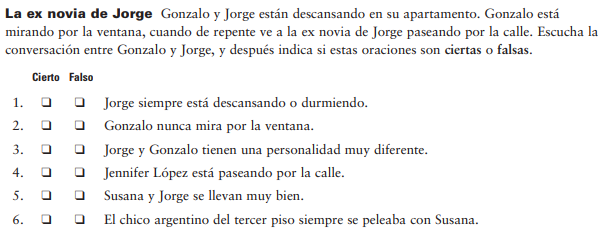 La ex novia de Jorge Gonzalo y Jorge están descansando en su apartamento. Gonzalo está
mirando por la ventana, cuando de repente ve a la ex novia de Jorge paseando por la calle. Escucha la
conversación entre Gonzalo y Jorge, y después indica si estas oraciones son ciertas o falsas.
Cierto Falso
1. ❑ ❑ Jorge siempre está descansando o durmiendo.
2. ❑ ❑ Gonzalo nunca mira por la ventana.
3. ❑ ❑ Jorge y Gonzalo tienen una personalidad muy diferente.
4. ❑ ❑ Jennifer López está paseando por la calle.
5. ❑ ❑ Susana y Jorge se llevan muy bien.
6. ❑ ❑ El chico argentino del tercer piso siempre se peleaba con Susana.